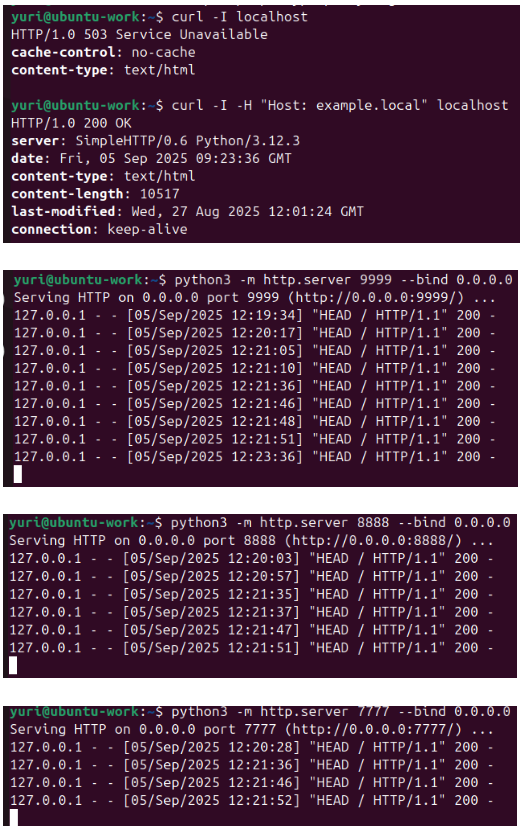 yuri@ubuntu-work:~$ curl -I localhost
HTTP/1.0 503 Service Unavailable
cache-control: no-cache
content-type: text/html
yuri@ubuntu-work:~$ curl -I -H "Host: example.local" localhost
HTTP/1.0 200 OK
server: SimpleHTTP/0.6 Python/3.12.3
date: Fri, 05 Sep 2025 09:23:36 GMT
content-type: text/html
content-length: 10517
last-modified: Wed, 27 Aug 2025 12:01:24 GMT
connection: keep-alive
yuri@ubuntu-work:~$ python3 -m http.server 9999 --bind 0.0.0.0
Serving HTTP on 0.0.0.0 port 9999 (http://0.0.0.0:9999/) ...
127.0.0.1 - - [05/Sep/2025 12:19:34] "HEAD / HTTP/1.1" 200 -
127.0.0.1 - - [05/Sep/2025 12:20:17] "HEAD / HTTP/1.1" 200 -
127.0.0.1 - - [05/Sep/2025 12:21:05] "HEAD / HTTP/1.1" 200 -
127.0.0.1 - - [05/Sep/2025 12:21:10] "HEAD / HTTP/1.1" 200 -
127.0.0.1 - - [05/Sep/2025 12:21:36] "HEAD / HTTP/1.1" 200 -
127.0.0.1 - - [05/Sep/2025 12:21:46] "HEAD / HTTP/1.1" 200 -
127.0.0.1 - - [05/Sep/2025 12:21:48] "HEAD / HTTP/1.1" 200 -
127.0.0.1 - - [05/Sep/2025 12:21:51] "HEAD / HTTP/1.1" 200 -
127.0.0.1 - - [05/Sep/2025 12:23:36] "HEAD / HTTP/1.1" 200 -
yuri@ubuntu-work:~$ python3 -m http.server 8888 --bind 0.0.0.0
Serving HTTP on 0.0.0.0 port 8888 (http://0.0.0.0:8888/) ...
127.0.0.1 - - [05/Sep/2025 12:20:03] "HEAD / HTTP/1.1" 200 -
127.0.0.1 - - [05/Sep/2025 12:20:57] "HEAD / HTTP/1.1" 200 -
127.0.0.1 - - [05/Sep/2025 12:21:35] "HEAD / HTTP/1.1" 200 -
127.0.0.1 - - [05/Sep/2025 12:21:37] "HEAD / HTTP/1.1" 200 -
127.0.0.1 - - [05/Sep/2025 12:21:47] "HEAD / HTTP/1.1" 200 -
127.0.0.1 - - [05/Sep/2025 12:21:51] "HEAD / HTTP/1.1" 200 -
yuri@ubuntu-work:~$ python3 -m http.server 7777 --bind 0.0.0.0
Serving HTTP on 0.0.0.0 port 7777 (http://0.0.0.0:7777/) ...
127.0.0.1 - - [05/Sep/2025 12:20:28] "HEAD / HTTP/1.1" 200 -
127.0.0.1 - - [05/Sep/2025 12:21:36] "HEAD / HTTP/1.1" 200 -
127.0.0.1 - - [05/Sep/2025 12:21:46] "HEAD / HTTP/1.1" 200 -
127.0.0.1 - - [05/Sep/2025 12:21:52] "HEAD / HTTP/1.1" 200 -